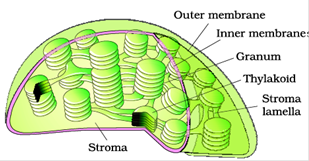 Outer membrane
Inner membrane
Granum
Thylakoid
Stroma
lamella
Stroma